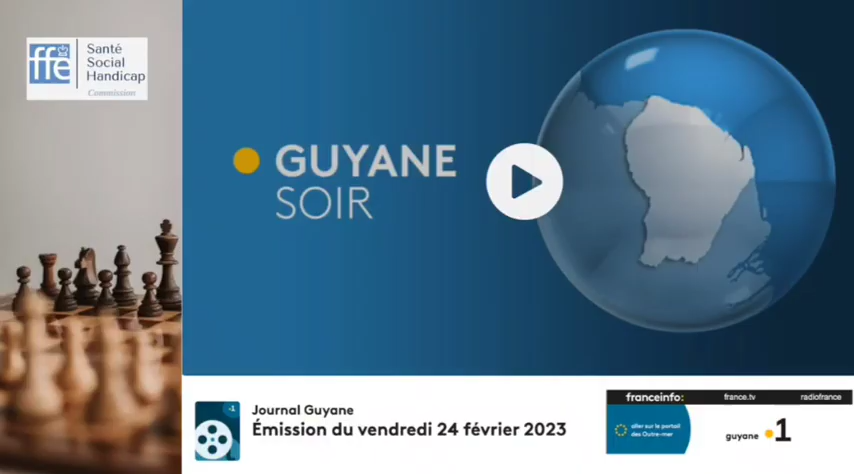 ffe
Santé
Social
Handicap
Commission
GUYANE
SOIR
-1
Journal Guyane
Émission du vendredi 24 février 2023
franceinfo: france.tv radiofrance
aller sur le portail
des Outre-mer
guyane 1